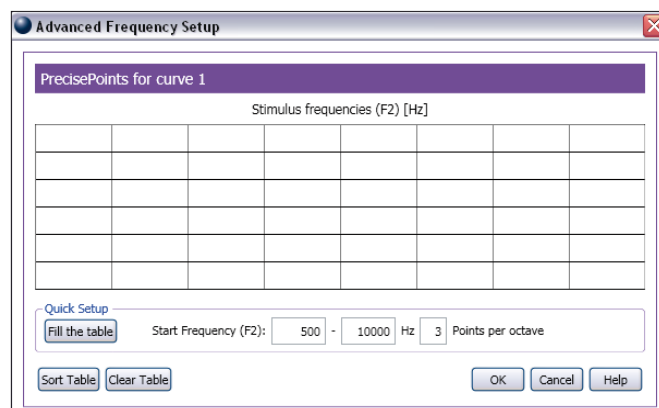 Advanced Frequency Setup
PrecisePoints for curve 1
Stimulus frequencies (F2) [Hz]
Quick Setup
Fill the table Start Frequency (F2): 500 - 10000 Hz 3 Points per octave
Sort Table Clear Table OK Cancel Help